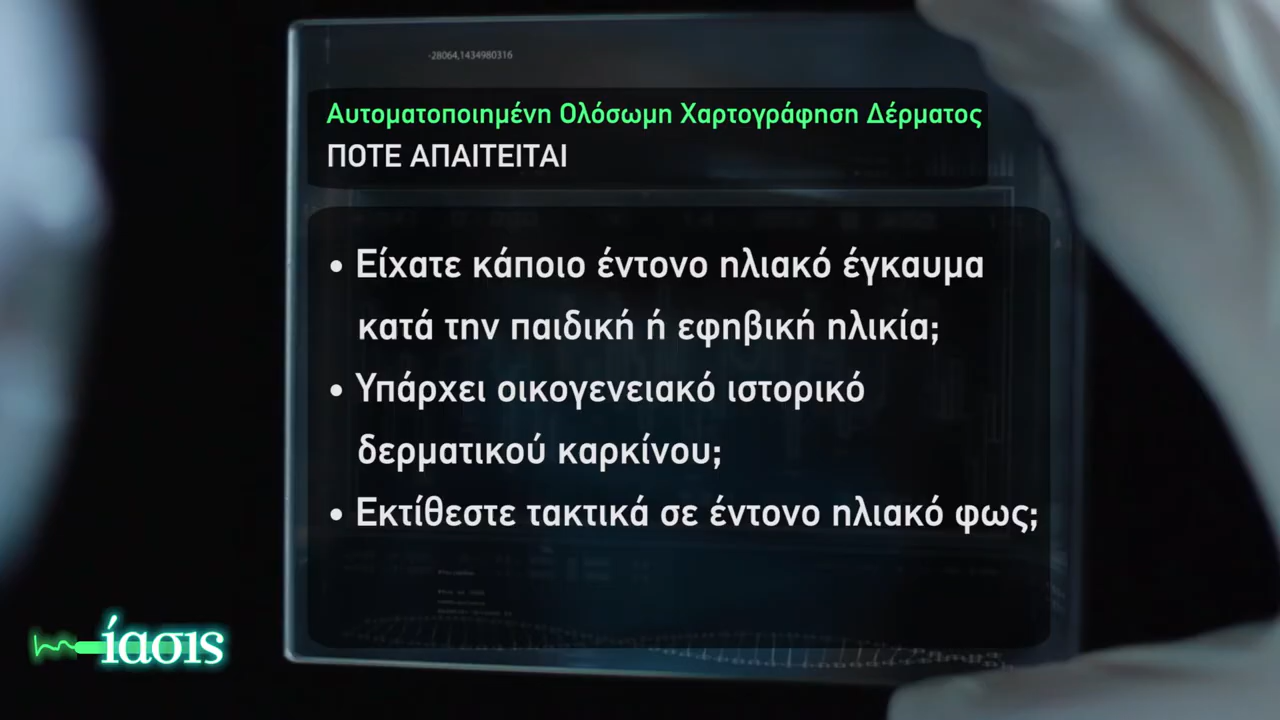 -28064,1434980316
Αυτοματοποιημένη Ολόσωμη Χαρτογράφηση Δέρματος
ΠΟΤΕ ΑΠΑΙΤΕΙΤΑΙ
• Είχατε κάποιο έντονο ηλιακό έγκαυμα
κατά την παιδική ή εφηβική ηλικία;
• Υπάρχει οικογενειακό ιστορικό
δερματικού καρκίνου;
• Εκτίθεστε τακτικά σε έντονο ηλιακό φως;
ίασις